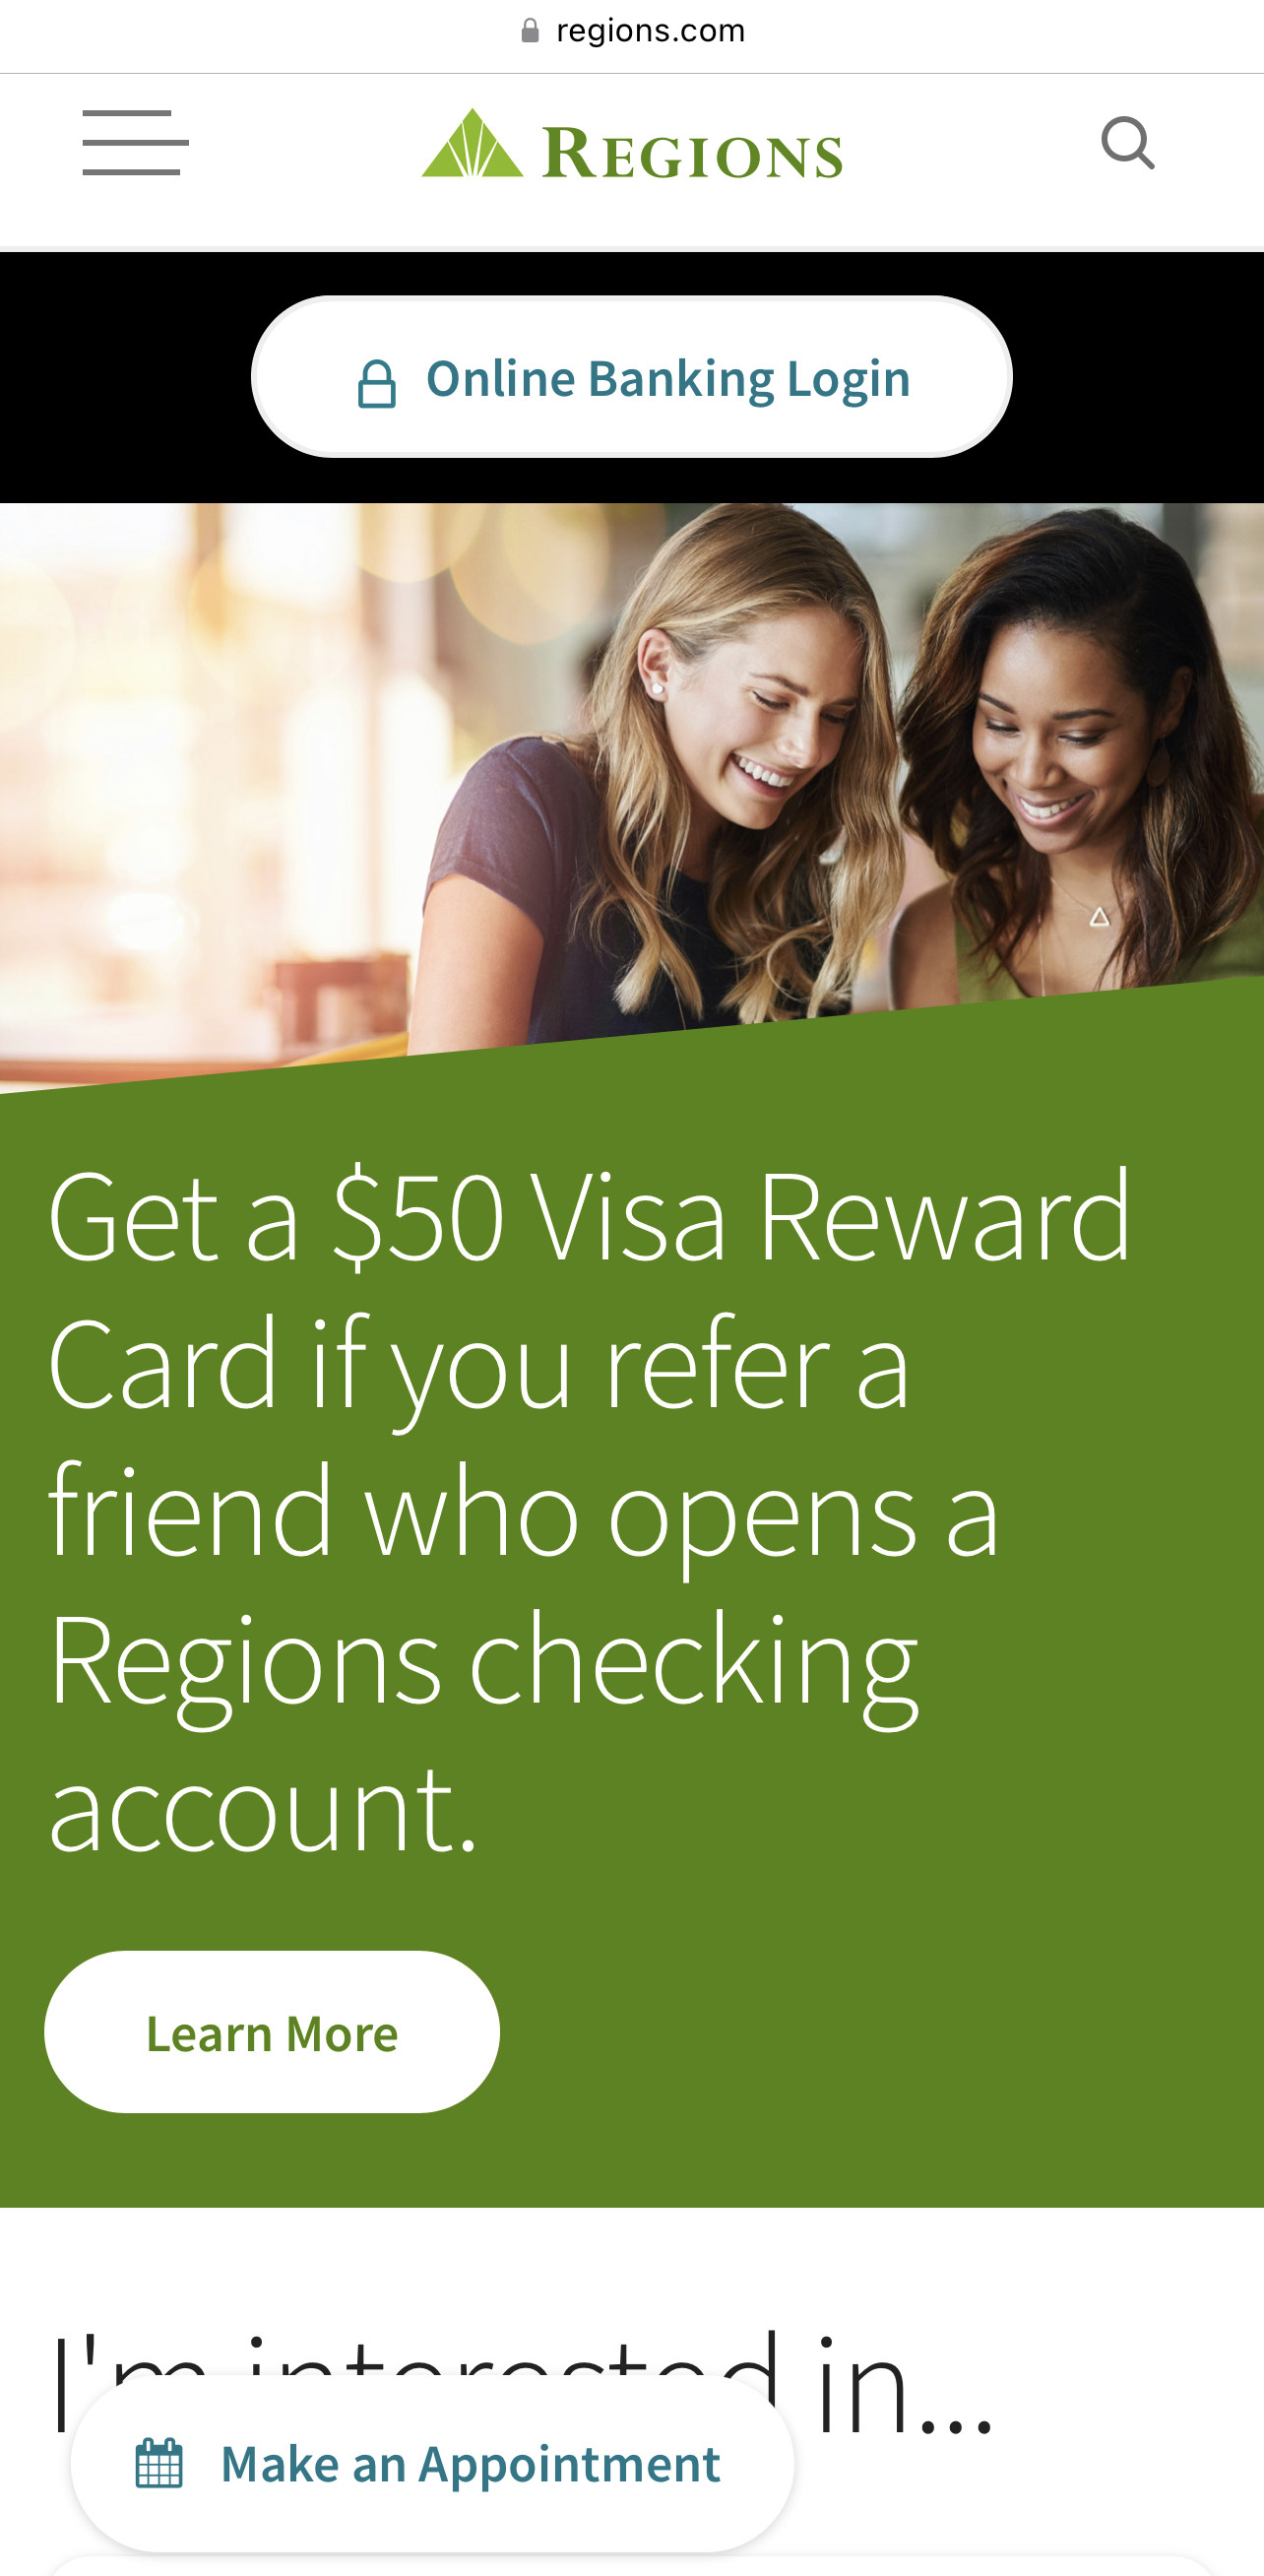 regions.com
REGIONS
Online Banking Login
Get a $50 Visa Reward
Card if you refer a
friend who opens a
Regions checking
account.
Learn More
I'm interested in...
Make an Appointment